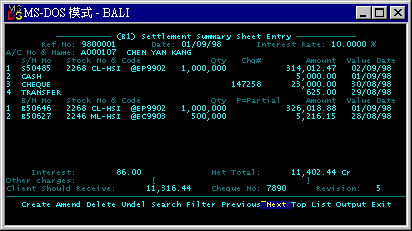 MS-DOS 模式 - BALI
(B1) Settlement Summary Sheet Entry
Ref.No: 9800001 Date: 01/09/98 Interest Rate: 10.0000 %
A/C No & Name: A000107 CHEN YAN KANG
S/N No Stock No & Code Qty Chq# Amount Value Date
1 S50485 2268 CL-HSI @EP9902 1,000,000 314,012.47 02/09/98
2 CASH 5,000.00 01/09/98
3 CHEQUE 147258 23,000.00 30/08/98
4 TRANSFER 625.00 29/08/98
B/N No Stock No & Code Qty P=Partial Amount Value Date
1 B50646 2268 CL-HSI @EP9902 1,000,000 326,018.88 01/09/98
2 B50627 2246 ML-HSI @EC9903 500,000 5,216.15 28/08/98
Interest: 86.00 Net Total: 11,402.44 Cr
Other charges: [
Client Should Receive: 11,316.44 Cheque No: 7890 Revision: 5
Create Amend Delete Undel Search Filter Previous Next Top List Output Exit